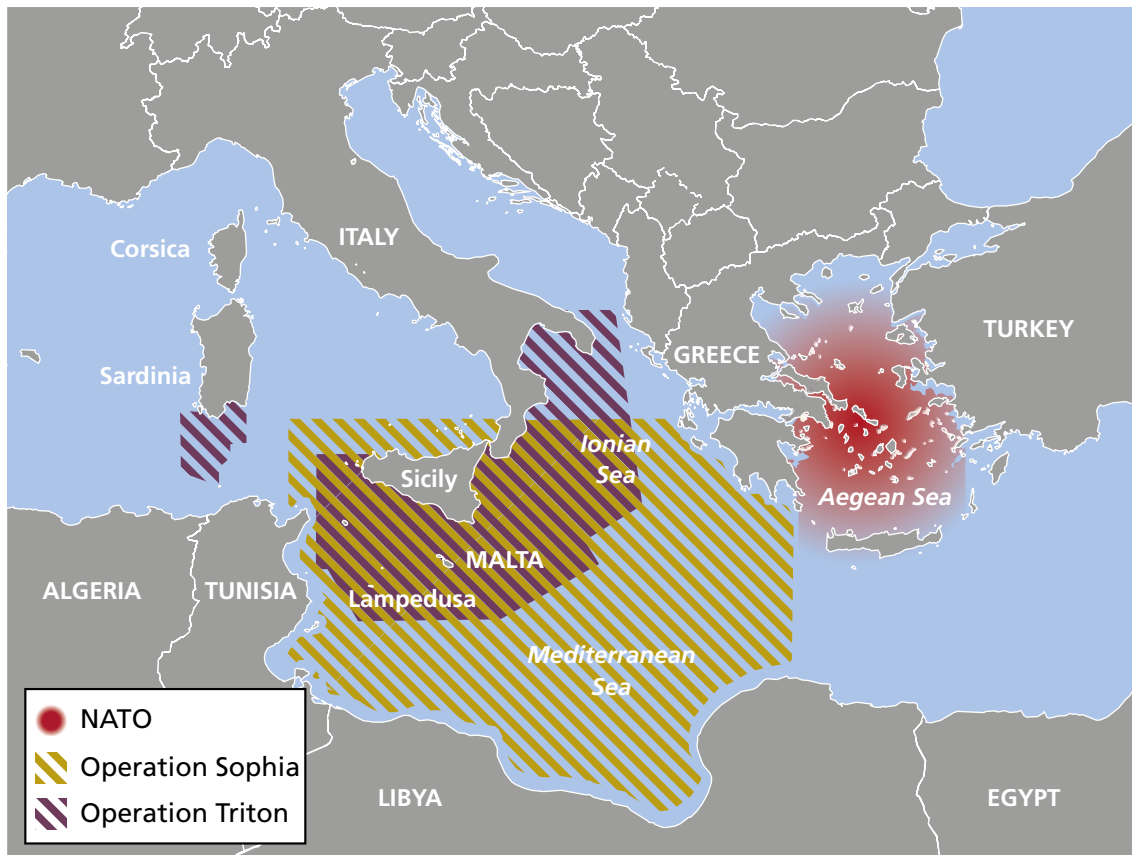 Corsica
ITALY
Sardinia
GREECE
TURKEY
Ionian
Sea
Sicily
Aegean Sea
MALTA
ALGERIA
TUNISIA
Lampedusa
Mediterranean
Sea
NATO
Operation Sophia
Operation Triton
LIBYA
EGYPT